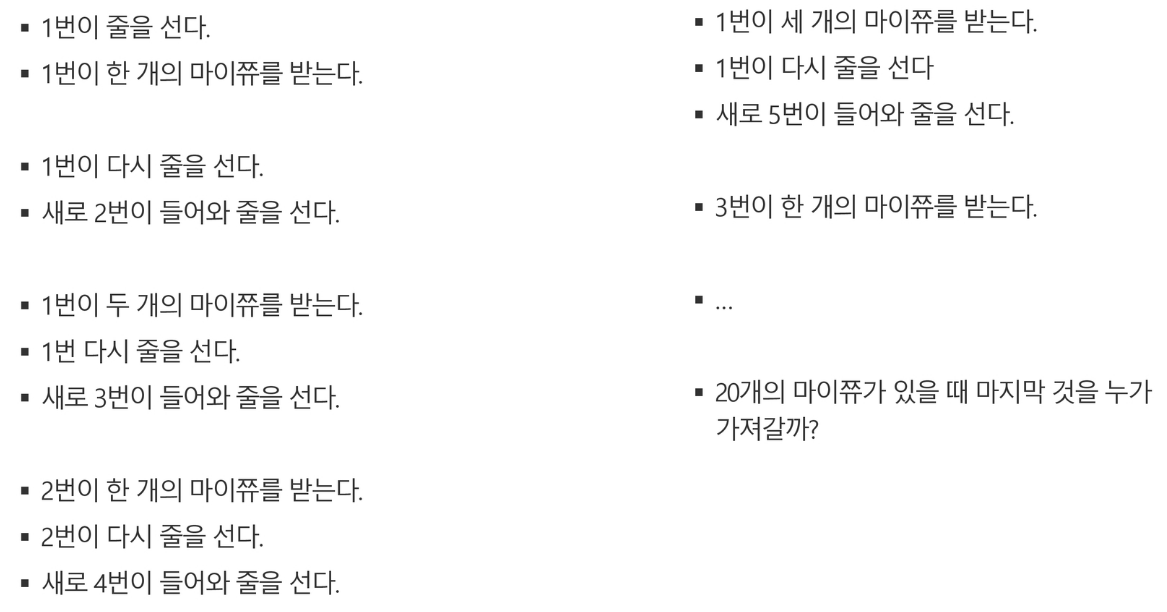 ▪ 1번이 줄을 선다.
▪ 1번이 한 개의 마이쮸를 받는다.
▪ 1번이 다시 줄을 선다.
▪ 새로 2번이 들어와 줄을 선다.
▪ 1번이 두 개의 마이쮸를 받는다.
▪ 1번 다시 줄을 선다.
▪ 새로 3번이 들어와 줄을 선다.
▪ 2번이 한 개의 마이쮸를 받는다.
▪ 2번이 다시 줄을 선다.
▪ 새로 4번이 들어와 줄을 선다.
▪ 1번이 세 개의 마이쮸를 받는다.
▪ 1번이 다시 줄을 선다
▪ 새로 5번이 들어와 줄을 선다.
▪ 3번이 한 개의 마이쮸를 받는다.
▪ ...
▪ 20개의 마이쮸가 있을 때 마지막 것을 누가
가져갈까?